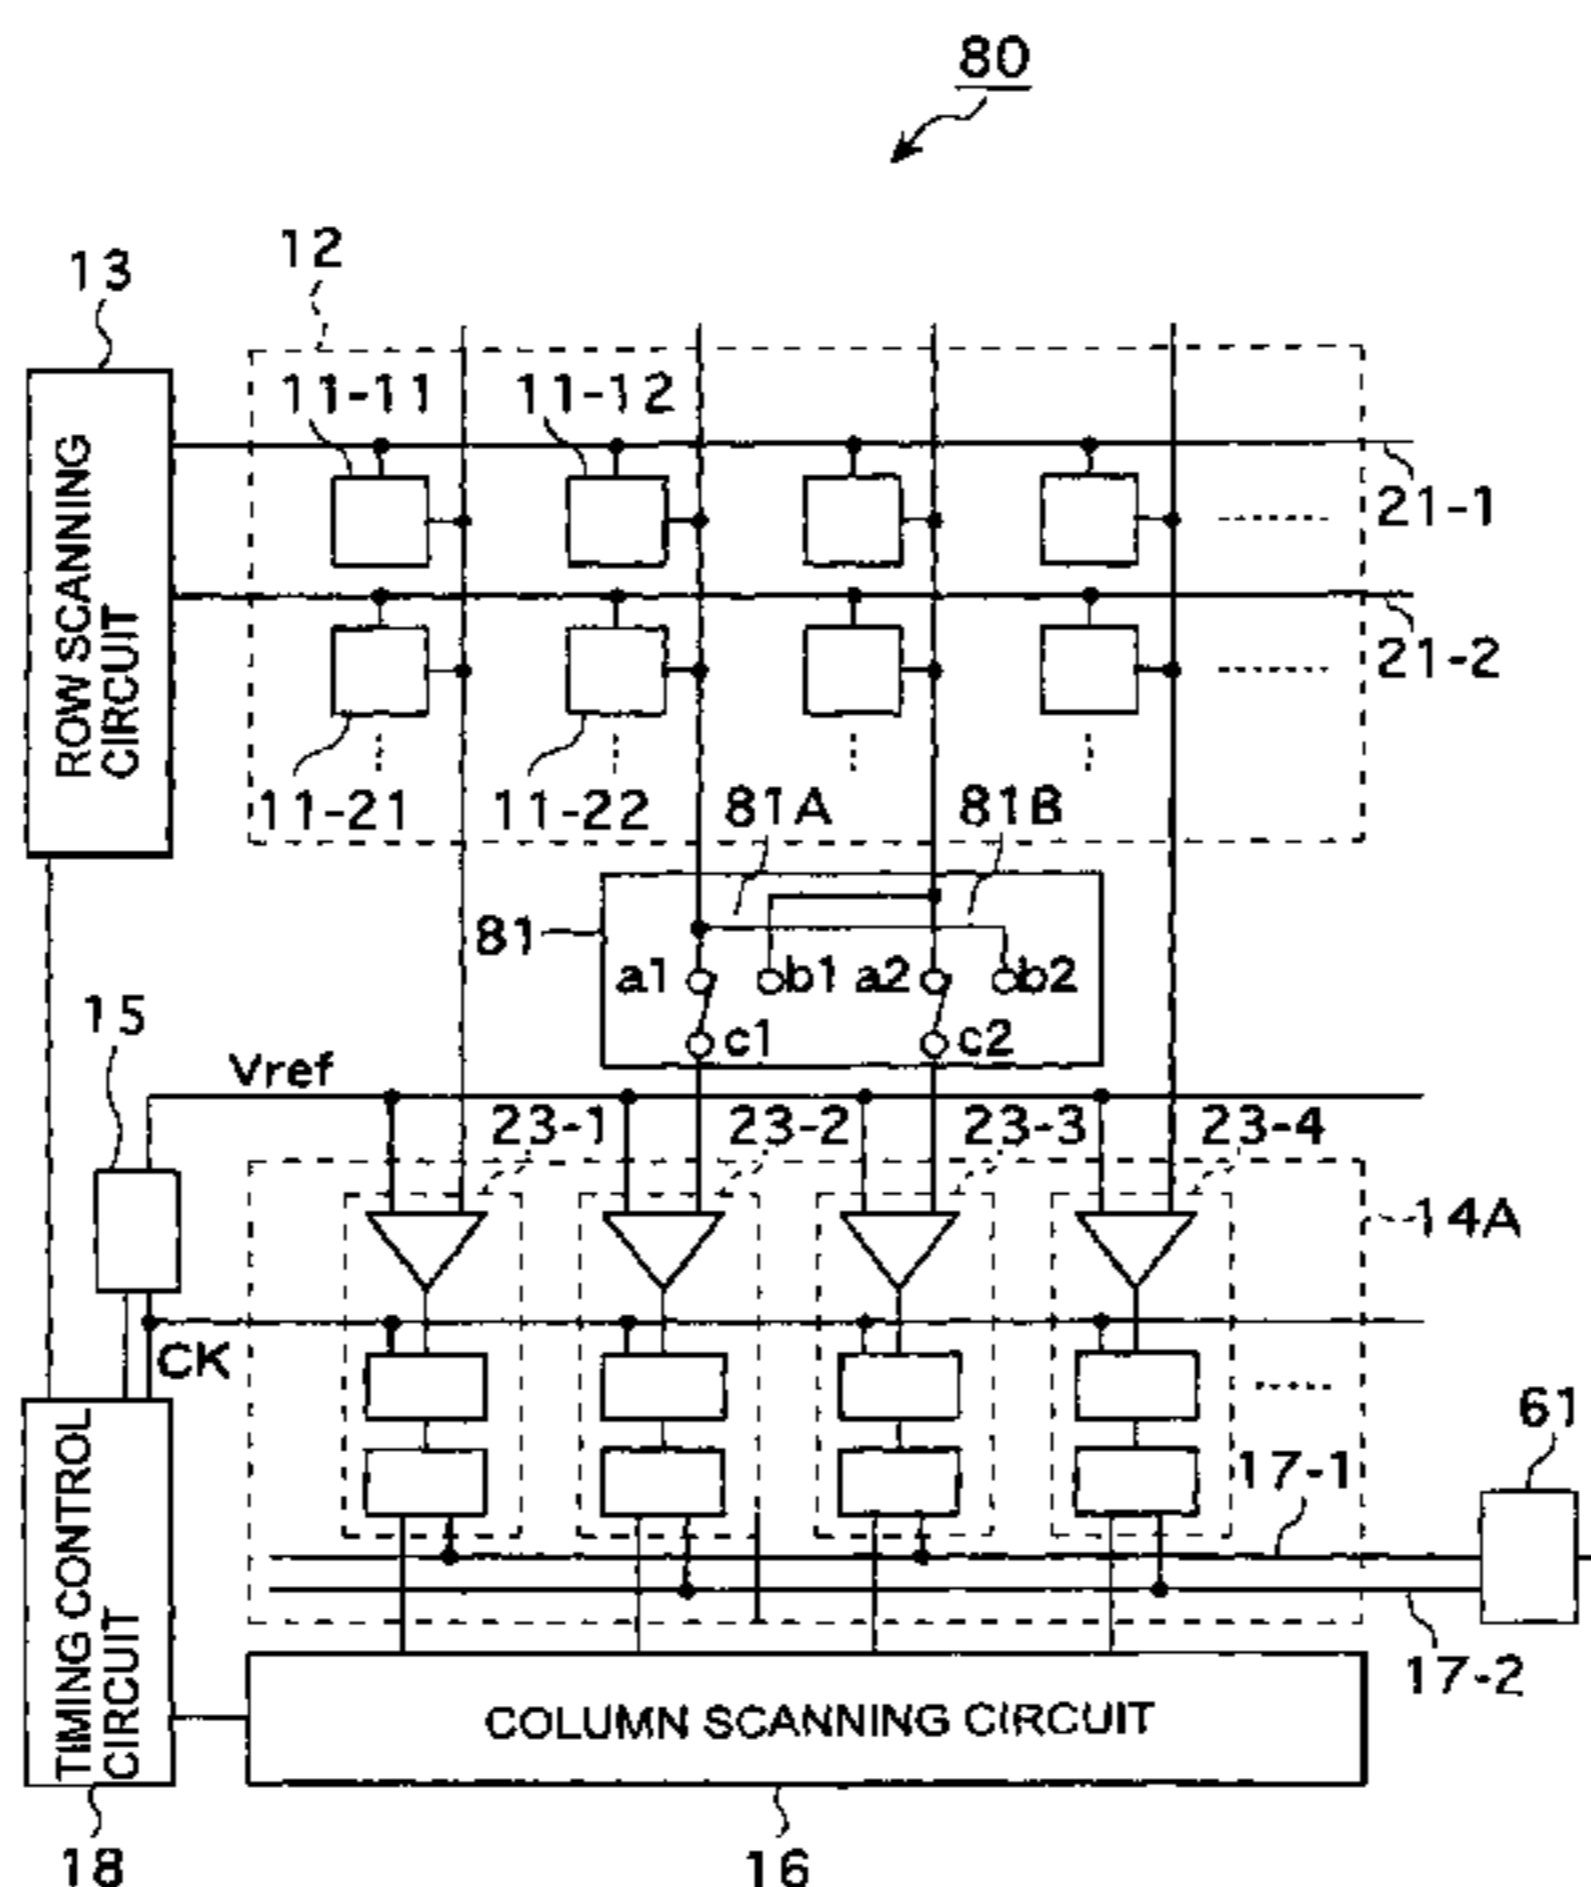 80
12
13
11-11
11-12
21-1
21-2
ROW SCANNING
CIRCUIT
11-21
11-22
81A
81B
81
a1
b1
a2
b2
c1
c2
15
Vref
23-1
23-2
23-3
23-4
14A
CK
61
17-1
17-2
TIMING CONTROL
CIRCUIT
COLUMN SCANNING CIRCUIT
18
16